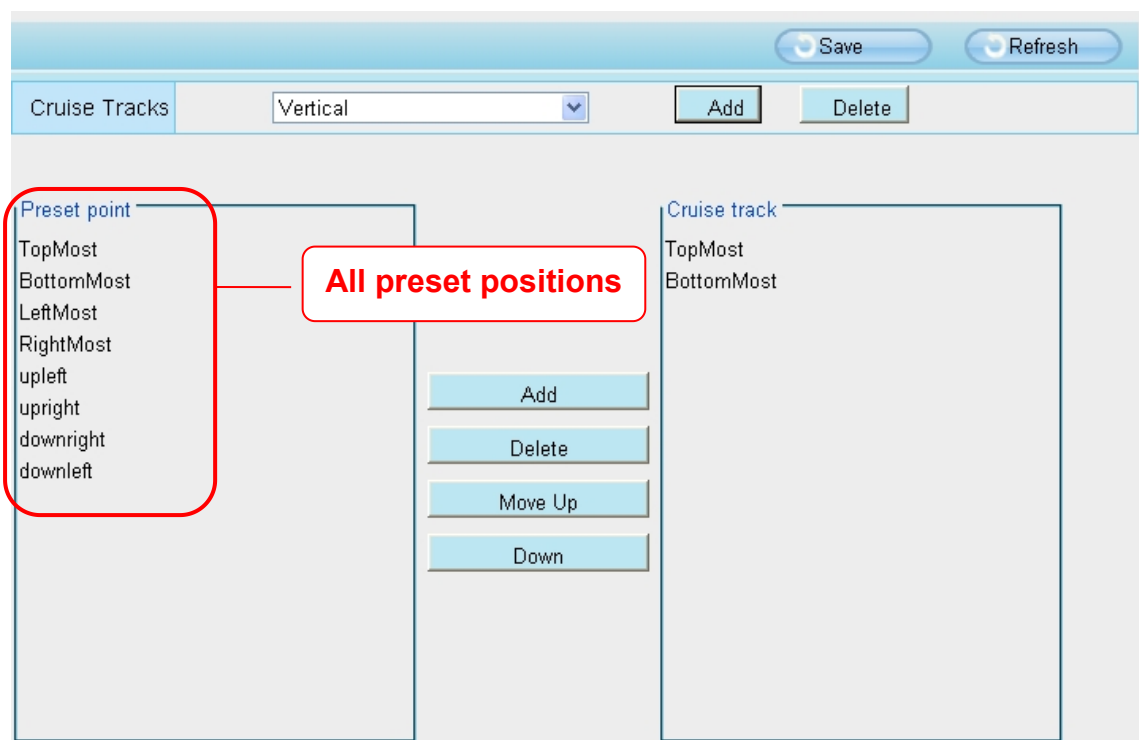 Save Refresh
Cruise Tracks Vertical Add Delete
Preset point
TopMost
BottomMost
LeftMost
RightMost
upleft
upright
downright
downleft
All preset positions
Add
Delete
Move Up
Down
Cruise track
TopMost
BottomMost